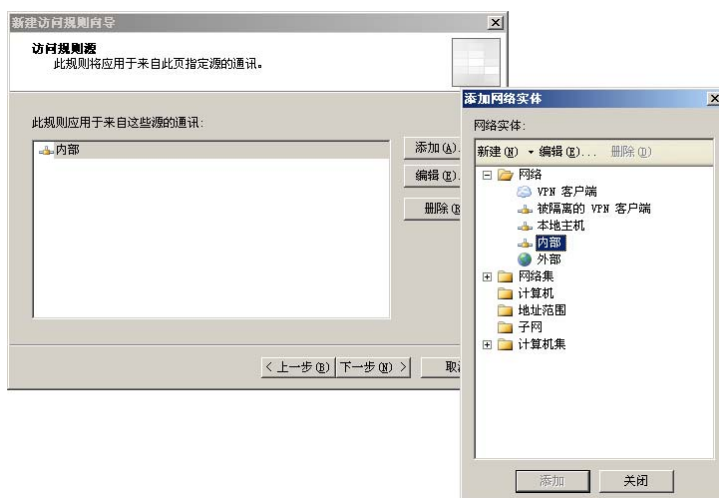 新建访问规则向导
访问规则源
此规则将应用于来自此页指定源的通讯。
此规则应用于来自这些源的通讯:
内部
添加(A).
编辑(E).
删除(R
<上一步(B)
下一步(N) >
取
添加网络实体
网络实体:
新建(N) 编辑(E)... 删除(D)
网络
VPN 客户端
被隔离的 VPN 客户端
本地主机
内部
外部
网络集
计算机
地址范围
子网
计算机集
添加
关闭